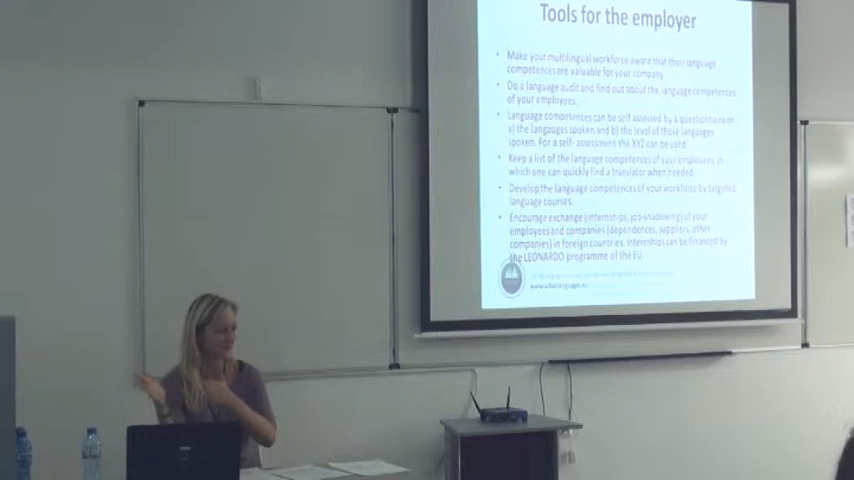 Tools for the employer
• Make your multilingual workforce aware that their language
competences are valuable for your company.
• Do a language audit and find out about the language competences
of your employees.
• Language competences can be self assessed by a questionnaire on
a) the langauges spoken and b) the level of those languages
spoken. For a self- assessment the XYZ can be used.
• Keep a list of the language competences of your employees, in
which one can quickly find a translator when needed.
• Develop the language competences of your workforce by targeted
language courses.
• Encourage exchange (internships, job-shadowing) of your
employees and companies (dependences, suppliers, other
companies) in foreign countries. Internships can be financed by
the LEONARDO programme of the EU.